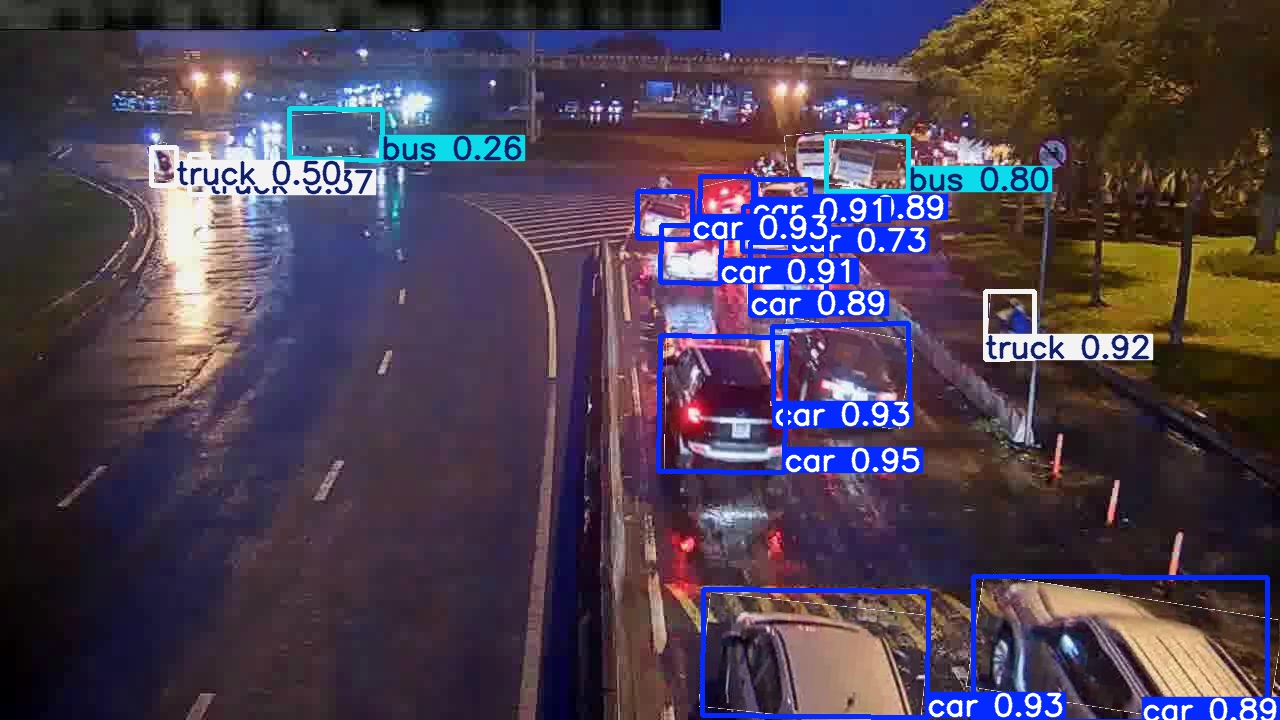 bus 0.26
truck 0.50
truck 0.37
bus 0.80
car 0.91
0.89
car 0.93
car 0.73
car 0.91
car 0.89
truck 0.92
car 0.93
car 0.95
car 0.93
car 0.89